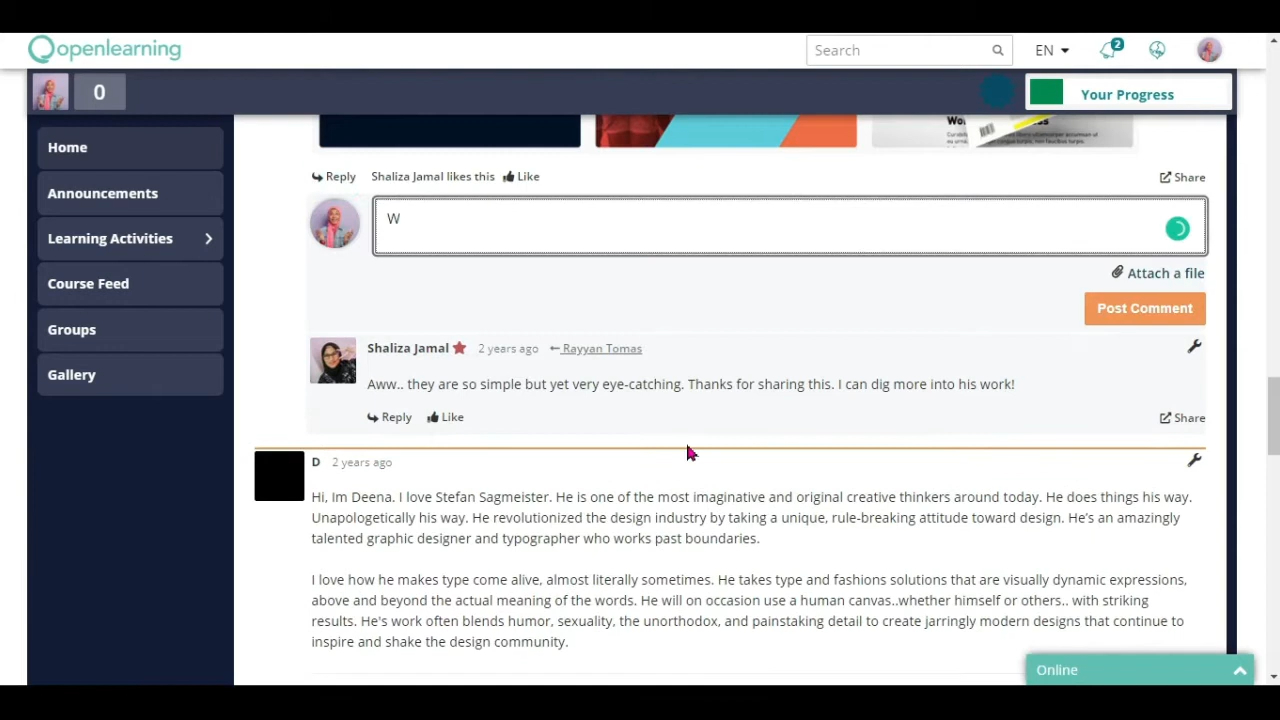 openlearning
Search
EN
2
0
Your Progress
Home
Announcements
Learning Activities
Course Feed
Groups
Gallery
Reply Shaliza Jamal likes this Like Share
W
Attach a file
Post Comment
Shaliza Jamal 2 years ago Rayyan Tomas
Aww.. they are so simple but yet very eye-catching. Thanks for sharing this. I can dig more into his work!
Reply Like Share
D 2 years ago
Hi, Im Deena. I love Stefan Sagmeister. He is one of the most imaginative and original creative thinkers around today. He does things his way.
Unapologetically his way. He revolutionized the design industry by taking a unique, rule-breaking attitude toward design. He's an amazingly
talented graphic designer and typographer who works past boundaries.
I love how he makes type come alive, almost literally sometimes. He takes type and fashions solutions that are visually dynamic expressions,
above and beyond the actual meaning of the words. He will on occasion use a human canvas..whether himself or others.. with striking
results. He's work often blends humor, sexuality, the unorthodox, and painstaking detail to create jarringly modern designs that continue to
inspire and shake the design community.
Online